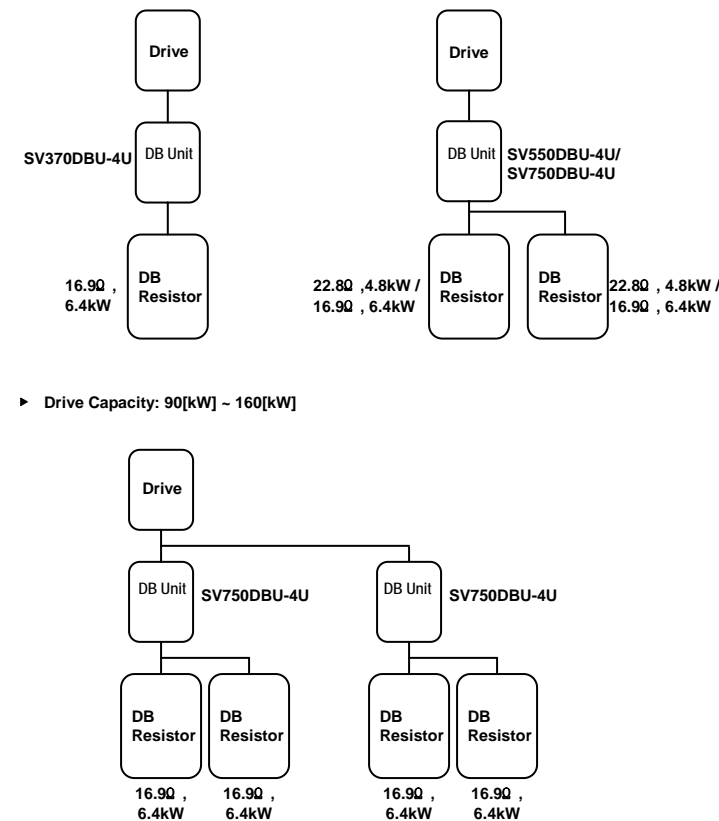 Drive
SV370DBU-4U
DB Unit
16.9Ω ,
6.4kW
DB
Resistor
Drive
DB Unit
SV550DBU-4U/
SV750DBU-4U
22.8Ω ,4.8kW /
16.9Ω , 6.4kW
DB
Resistor
DB
Resistor
22.8Ω , 4.8kW /
16.9Ω , 6.4kW
► Drive Capacity: 90[kW] ~ 160[kW]
Drive
DB Unit
SV750DBU-4U
DB Unit
SV750DBU-4U
DB
Resistor
DB
Resistor
DB
Resistor
DB
Resistor
16.9Ω ,
6.4kW
16.9Ω ,
6.4kW
16.9Ω ,
6.4kW
16.9Ω ,
6.4kW